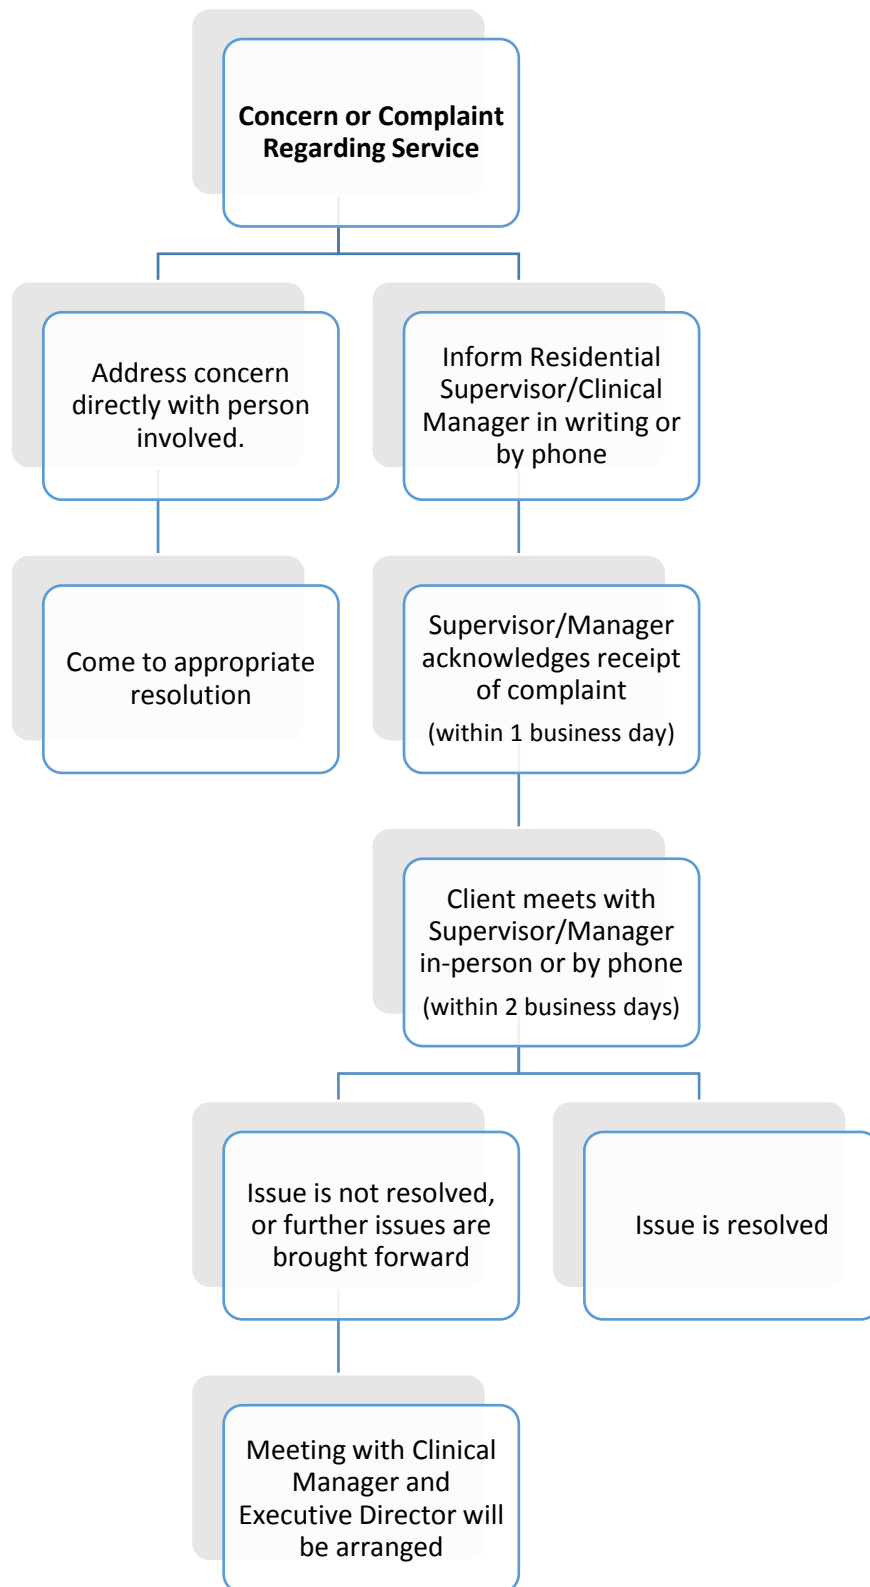 Concern or Complaint
Regarding Service
Address concern
directly with person
involved.
Inform Residential
Supervisor/Clinical
Manager in writing or
by phone
Come to appropriate
resolution
Supervisor/Manager
acknowledges receipt
of complaint
(within 1 business day)
Client meets with
Supervisor/Manager
in-person or by phone
(within 2 business days)
Issue is not resolved,
or further issues are
brought forward
Issue is resolved
Meeting with Clinical
Manager and
Executive Director will
be arranged